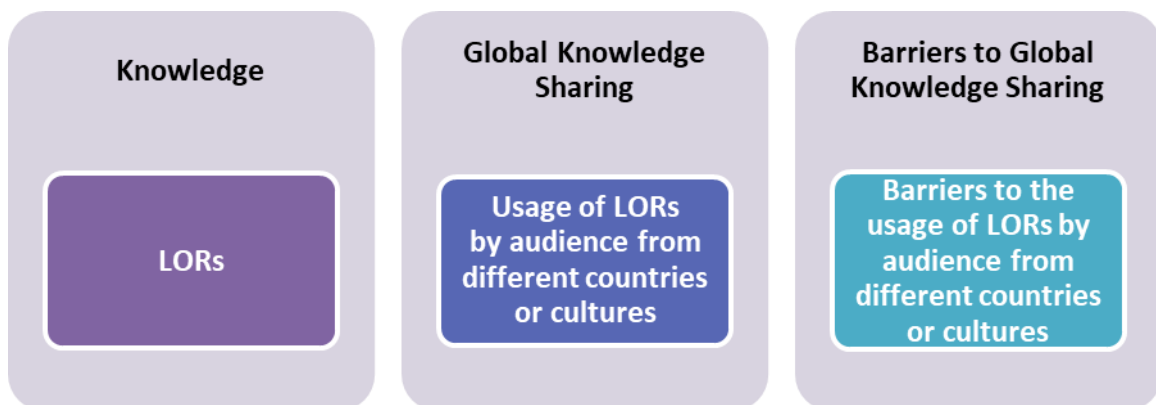 Knowledge
LORs
Global Knowledge
Sharing
Usage of LORs
by audience from
different countries
or cultures
Barriers to Global
Knowledge Sharing
Barriers to the
usage of LORs by
audience from
different countries
or cultures